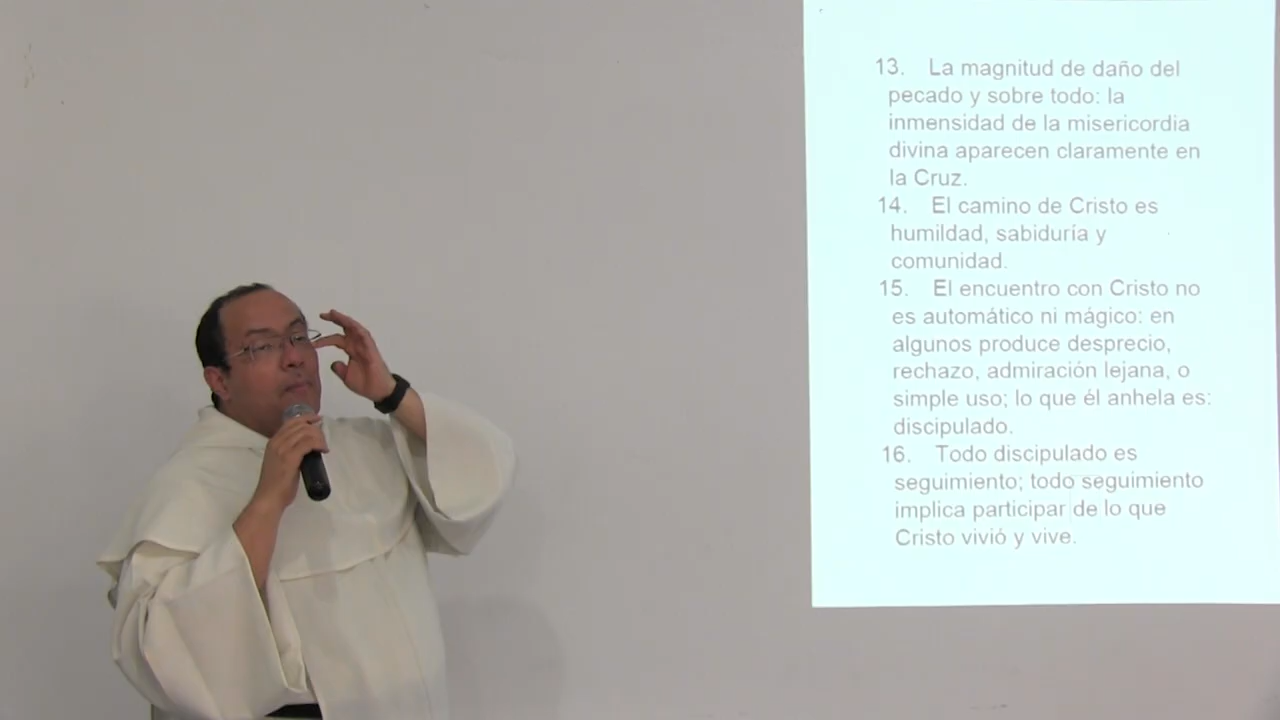 13. La magnitud de daño del
pecado y sobre todo: la
inmensidad de la misericordia
divina aparecen claramente en
la Cruz.
14. El camino de Cristo es
humildad, sabiduría y
comunidad.
15. El encuentro con Cristo no
es automático ni mágico: en
algunos produce desprecio,
rechazo, admiración lejana, o
simple uso; lo que él anhela es:
discipulado.
16. Todo discipulado es
seguimiento; todo seguimiento
implica participar de lo que
Cristo vivió y vive.